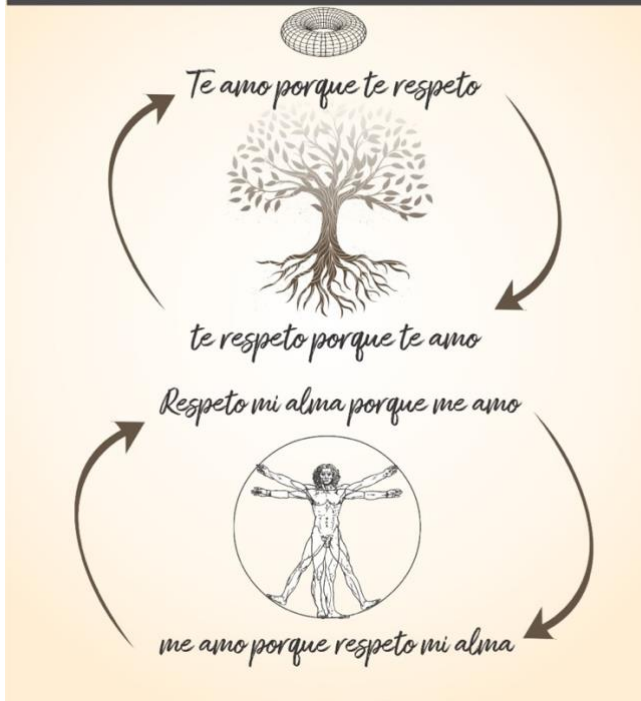 Te amo porque te respeto
te respeto porque te amo
Respeto mi alma porque me amo
me amo porque respeto mi alma